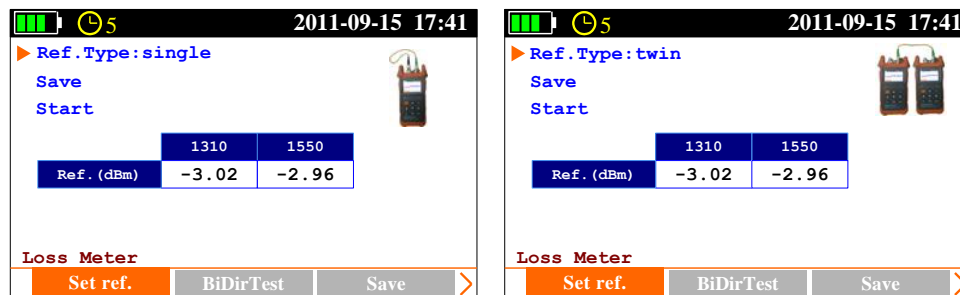 5 2011-09-15 17:41
Ref.Type:single
Save
Start
1310 1550
Ref.(dBm) -3.02 -2.96
Loss Meter
Set ref. BiDirTest Save
5 2011-09-15 17:41
Ref.Type:twin
Save
Start
1310 1550
Ref.(dBm) -3.02 -2.96
Loss Meter
Set ref. BiDirTest Save